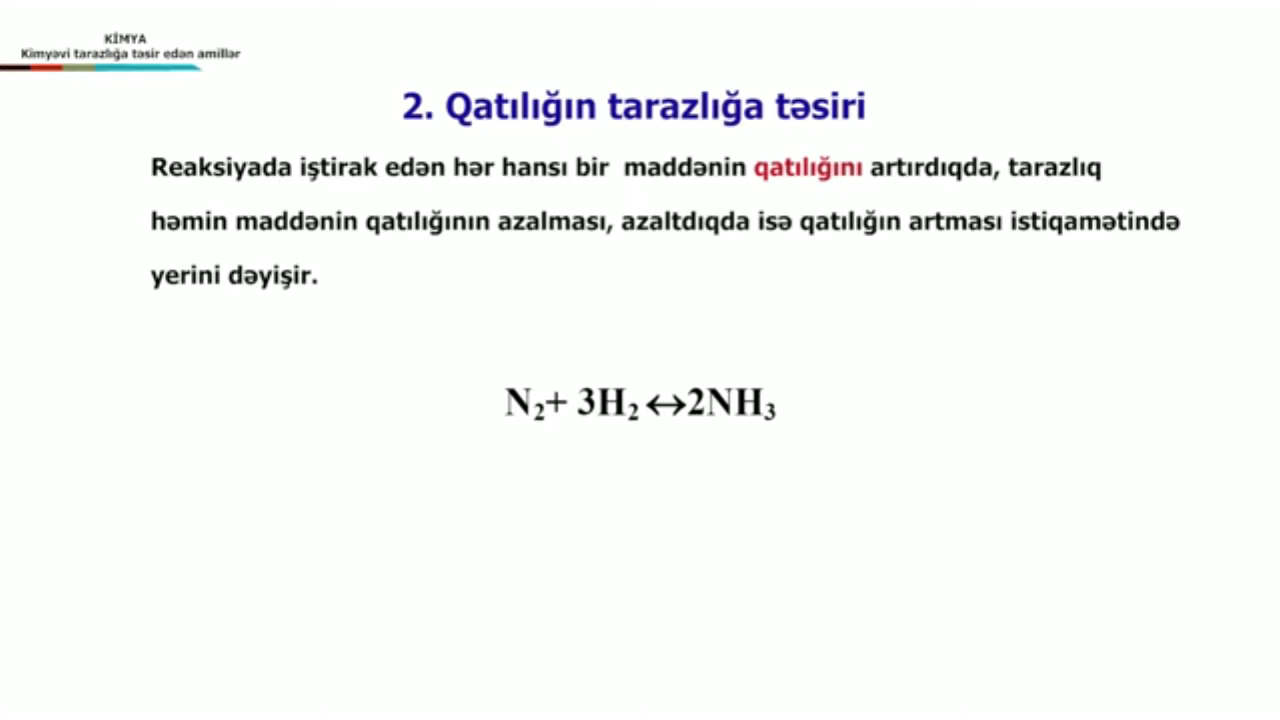 KİMYA
Kimyəvi tarazlığa təsir edən amillər
2. Qatılığın tarazlığa təsiri
Reaksiyada iştirak edən hər hansı bir maddənin qatılığını artırdıqda, tarazlıq
həmin maddənin qatılığının azalması, azaltdıqda isə qatılığın artması istiqamətində
yerini dəyişir.
N₂+ 3H₂ ↔2NH₃